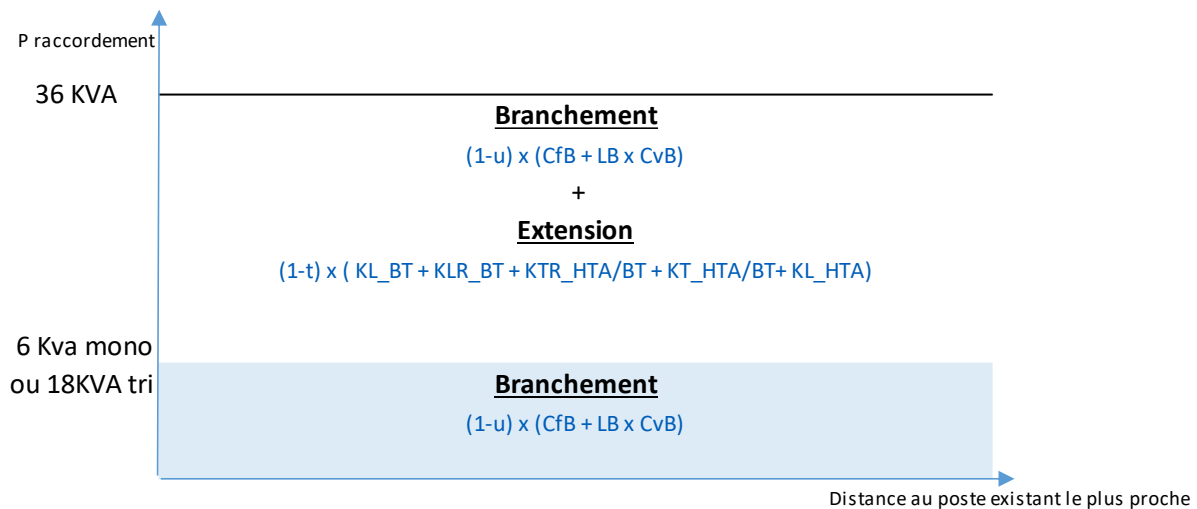 P raccordement
36 KVA
Branchement
(1-u) x (CfB + LB x CvB)
+
Extension
(1-t) x ( KL_BT + KLR_BT + KTR_HTA/BT + KT_HTA/BT+ KL_HTA)
6 Kva mono
ou 18KVA tri
Branchement
(1-u) x (CfB + LB x CvB)
Distance au poste existant le plus proche